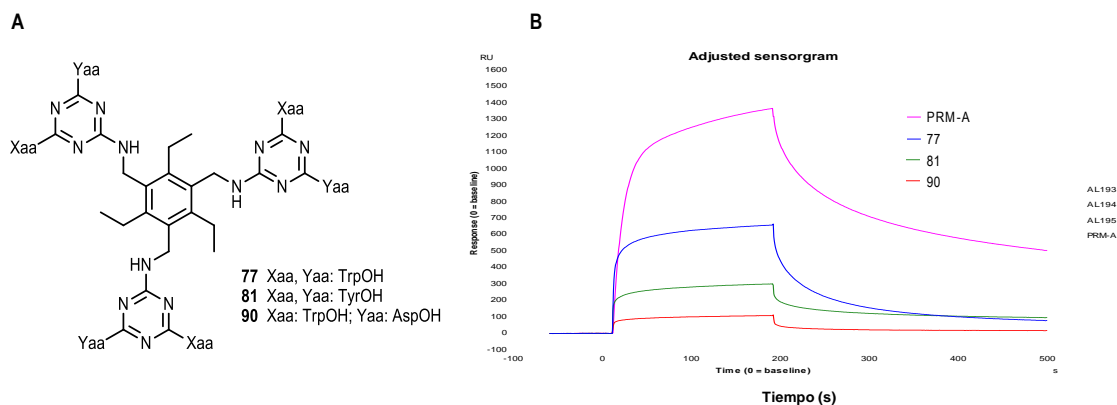 A
Yaa
N
N
Xaa
N
NH
Xaa
N
N
N
H
N
Yaa
HN
N
N
Yaa
N
Xaa
77 Xaa, Yaa: TrpOH
81 Xaa, Yaa: TyrOH
90 Xaa: TrpOH; Yaa: AspOH
B
Adjusted sensorgram
RU
1600
1500
1400
1300
1200
1100
1000
900
800
700
600
500
400
300
200
100
0
-100
Response (0 = baseline)
-100
0
100
200
300
400
500
s
Time (0 = baseline)
Tiempo (s)
PRM-A
77
81
90
AL193
AL194
AL195
PRM-A